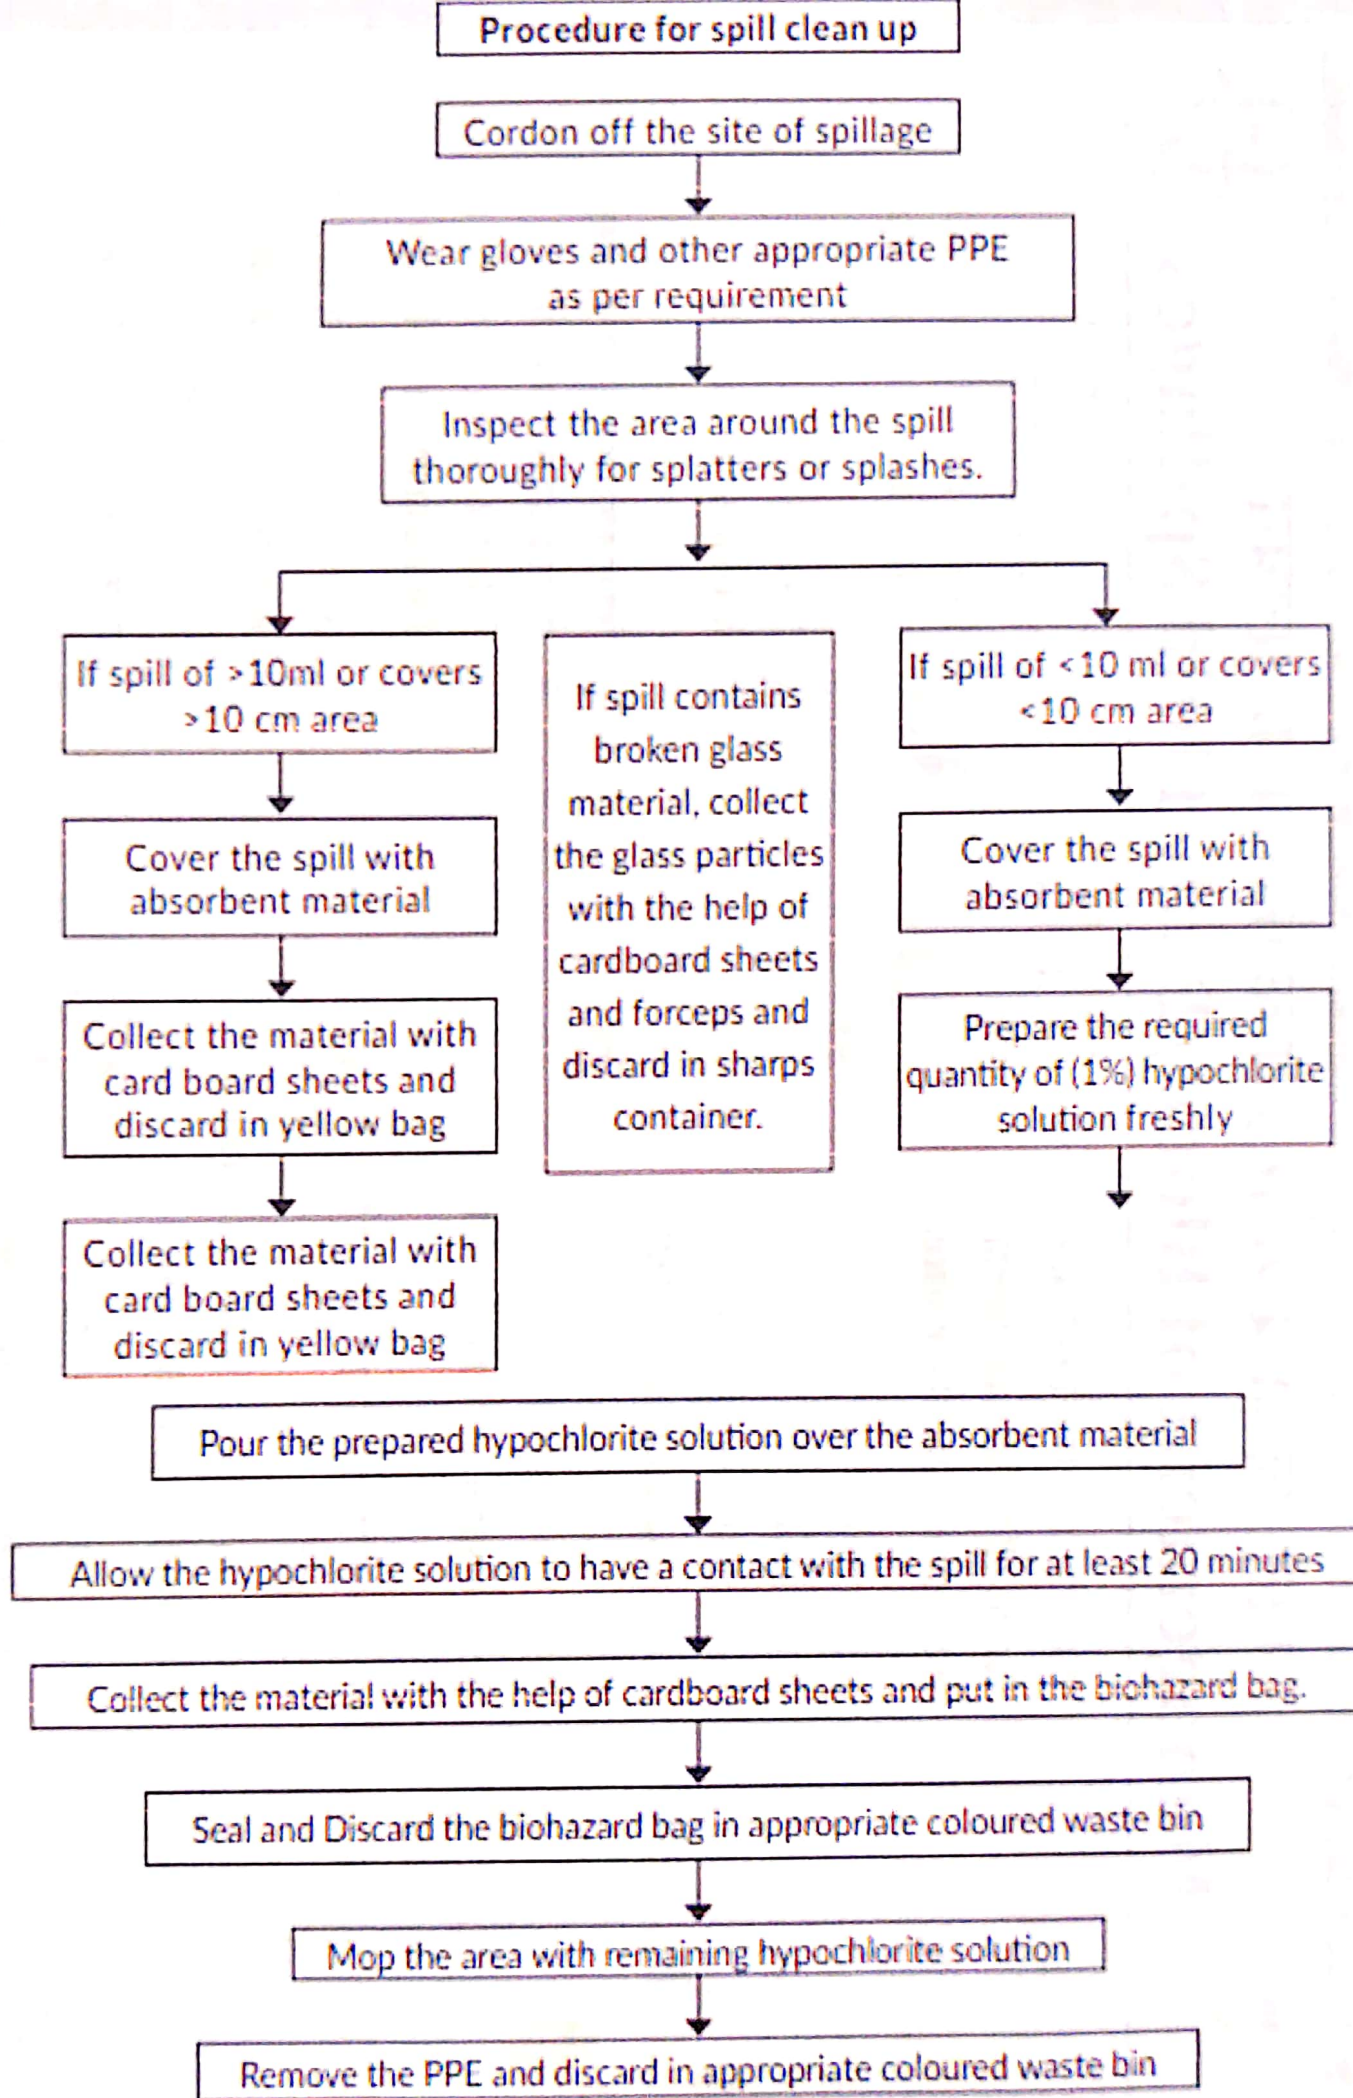 Procedure for spill clean up
Cordon off the site of spillage
Wear gloves and other appropriate PPE
as per requirement
Inspect the area around the spill
thoroughly for splatters or splashes.
If spill of >10ml or covers
>10 cm area
Cover the spill with
absorbent material
Collect the material with
card board sheets and
discard in yellow bag
Collect the material with
card board sheets and
discard in yellow bag
If spill contains
broken glass
material, collect
the glass particles
with the help of
cardboard sheets
and forceps and
discard in sharps
container.
If spill of <10 ml or covers
<10 cm area
Cover the spill with
absorbent material
Prepare the required
quantity of (1%) hypochlorite
solution freshly
Pour the prepared hypochlorite solution over the absorbent material
Allow the hypochlorite solution to have a contact with the spill for at least 20 minutes
Collect the material with the help of cardboard sheets and put in the biohazard bag.
Seal and Discard the biohazard bag in appropriate coloured waste bin
Mop the area with remaining hypochlorite solution
Remove the PPE and discard in appropriate coloured waste bin